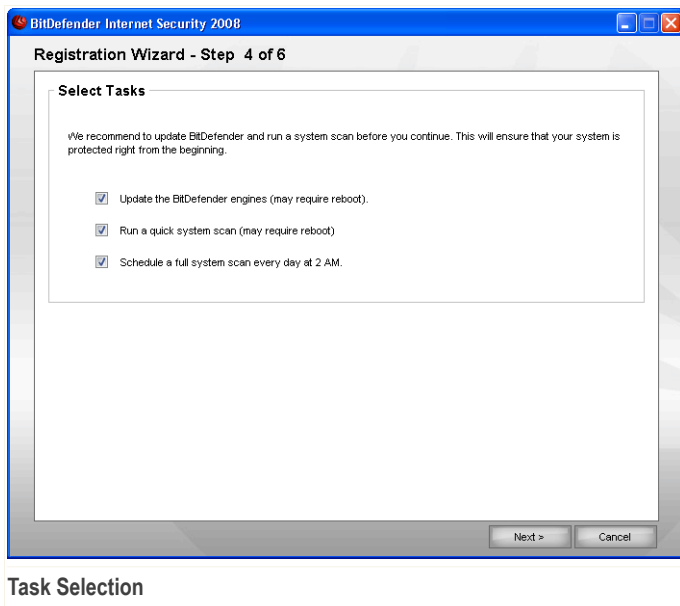 BitDefender Internet Security 2008
Registration Wizard - Step 4 of 6
Select Tasks
We recommend to update BitDefender and run a system scan before you continue. This will ensure that your system is
protected right from the beginning.
Update the BitDefender engines (may require reboot).
Run a quick system scan (may require reboot)
Schedule a full system scan every day at 2 AM.
Next >
Cancel
Task Selection